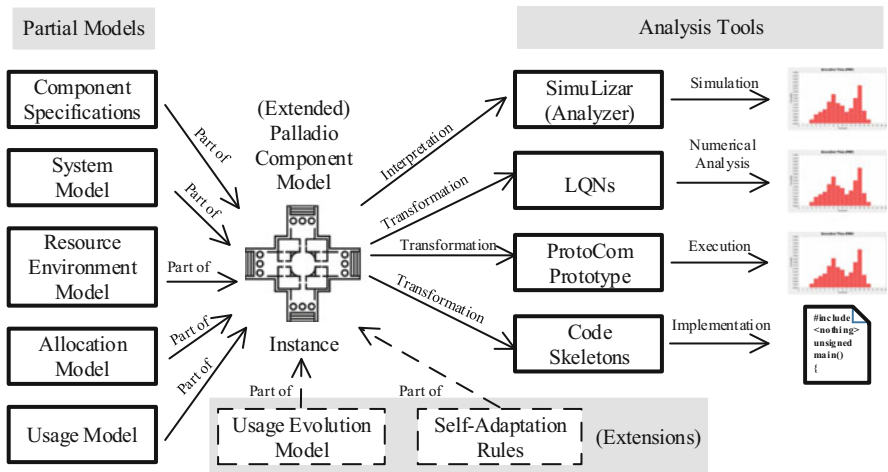 Partial Models
Analysis Tools
Component
Specifications
System
Model
Resource
Environment
Model
Allocation
Model
Usage Model
Part of
Part of
Part of
Part of
Part of
(Extended)
Palladio
Component
Model
Instance
Interpretation
Transformation
Transformation
Transformation
SimuLizar
(Analyzer)
LQNs
ProtoCom
Prototype
Code
Skeletons
Simulation
Numerical
Analysis
Execution
Implementation
#include
<nothing>
unsigned
main()
{
Part of
Part of
Usage Evolution
Model
Self-Adaptation
Rules
(Extensions)